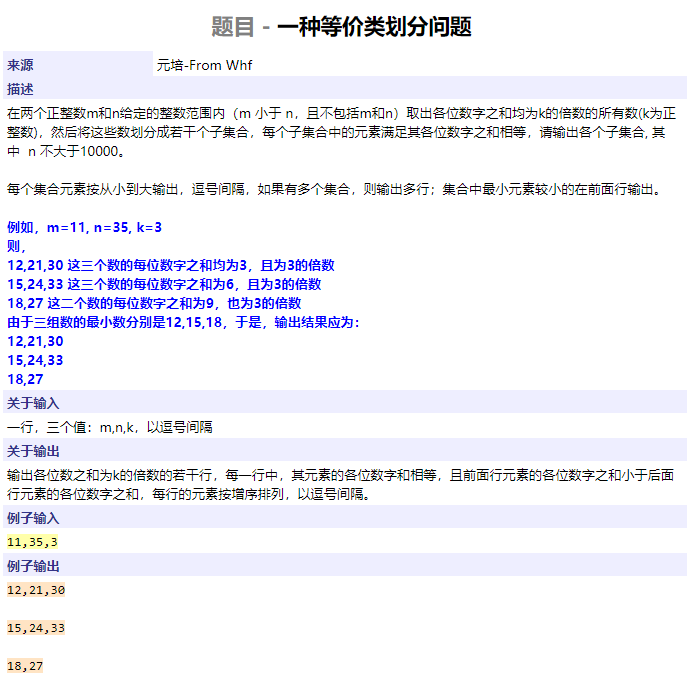 题目 - 一种等价类划分问题
来源 元培-From Whf
描述
在两个正整数m和n给定的整数范围内（m 小于 n，且不包括m和n）取出各位数字之和均为k的倍数的所有数(k为正
整数)，然后将这些数划分成若干个子集合，每个子集合中的元素满足其各位数字之和相等，请输出各个子集合, 其
中 n 不大于10000。
每个集合元素按从小到大输出，逗号间隔，如果有多个集合，则输出多行；集合中最小元素较小的在前面行输出。
例如，m=11, n=35, k=3
则，
12,21,30 这三个数的每位数字之和均为3，且为3的倍数
15,24,33 这三个数的每位数字之和为6，且为3的倍数
18,27 这二个数的每位数字之和为9，也为3的倍数
由于三组数的最小数分别是12,15,18，于是，输出结果应为：
12,21,30
15,24,33
18,27
关于输入
一行，三个值：m,n,k，以逗号间隔
关于输出
输出各位数之和为k的倍数的若干行，每一行中，其元素的各位数字和相等，且前面行元素的各位数字之和小于后面
行元素的各位数字之和，每行的元素按增序排列，以逗号间隔。
例子输入
11,35,3
例子输出
12,21,30
15,24,33
18,27